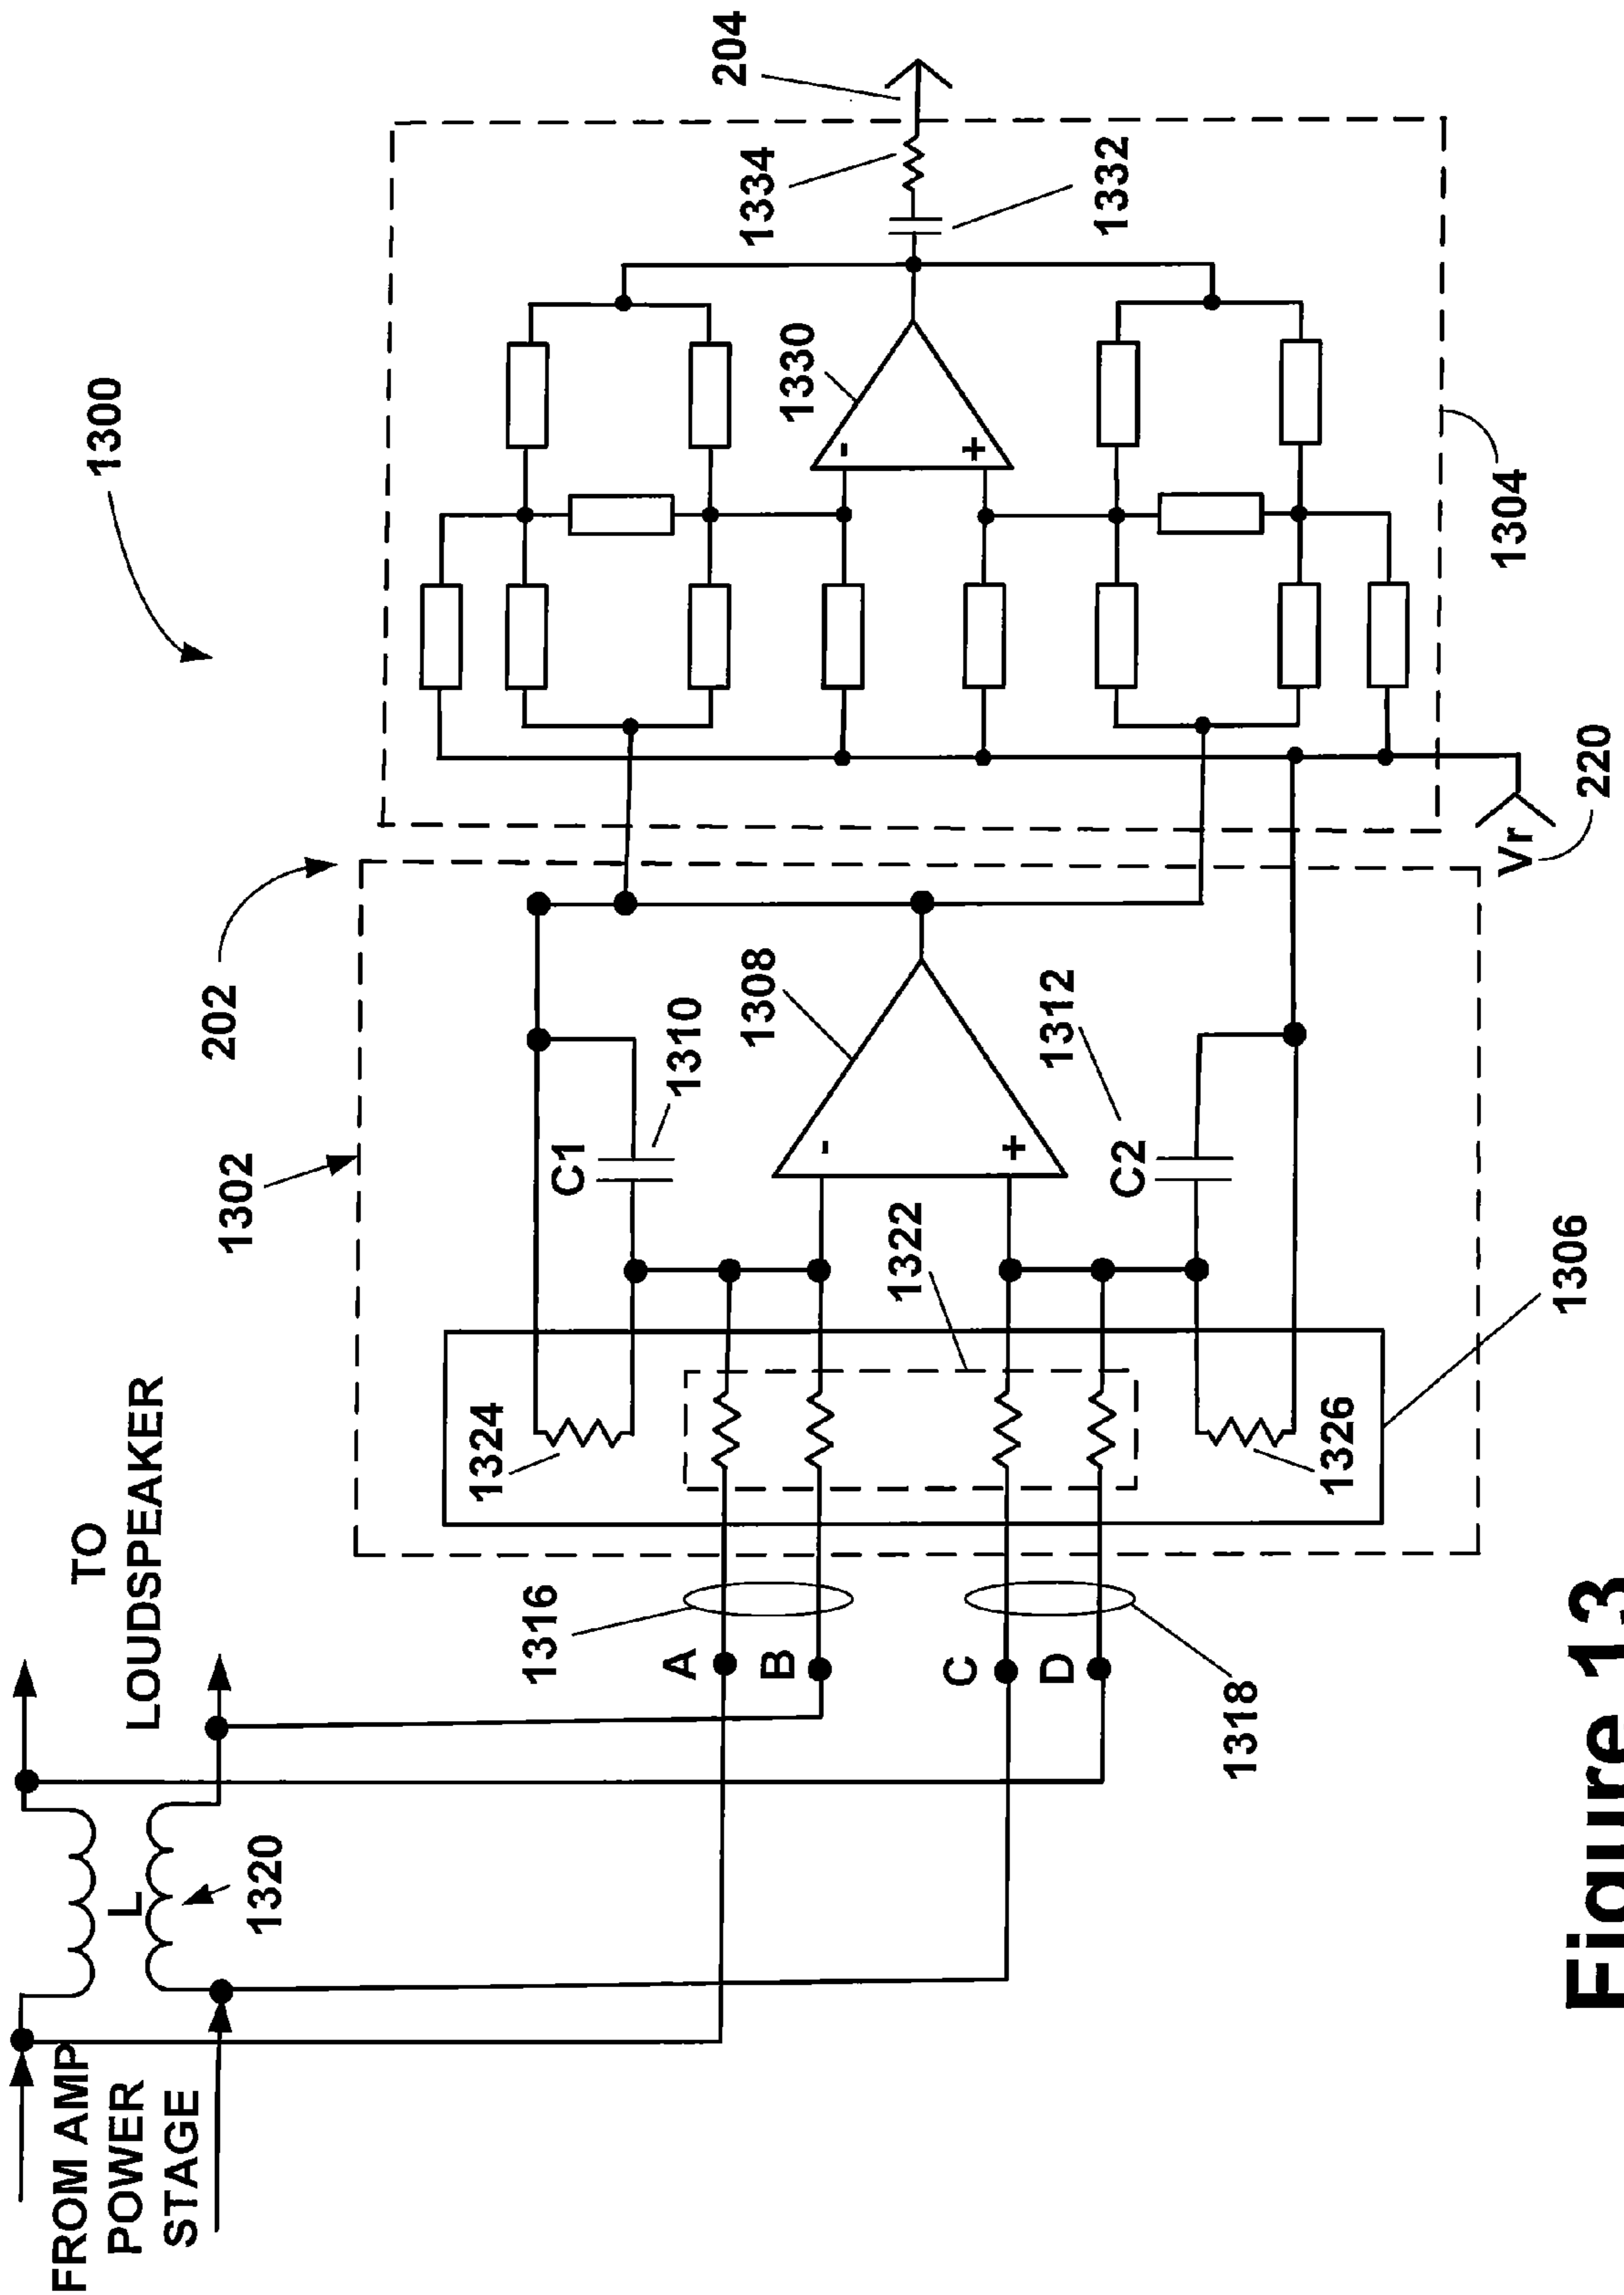 1300
202
1302
204
1334
1332
1330
-
+
1304
Vr
220
C1
1310
1308
-
+
1312
C2
1322
1306
1324
1326
TO
LOUDSPEAKER
1316
A
B
C
D
1318
L
1320
FROM AMP
POWER
STAGE
Figure 13